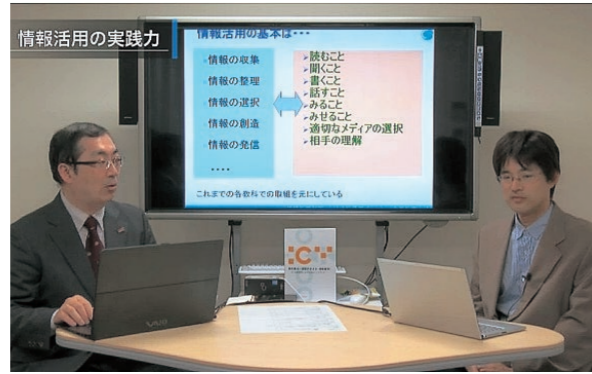 情報活用の実践力
情報活用の基本は・・・
情報の収集
情報の整理
情報の選択
情報の創造
情報の発信
・・・・
➢読むこと
➢聞くこと
➢書くこと
➢話すこと
➢みること
➢みせること
➢適切なメディアの選択
➢相手の理解
これまでの各教科での取組を元にしている
VAIO